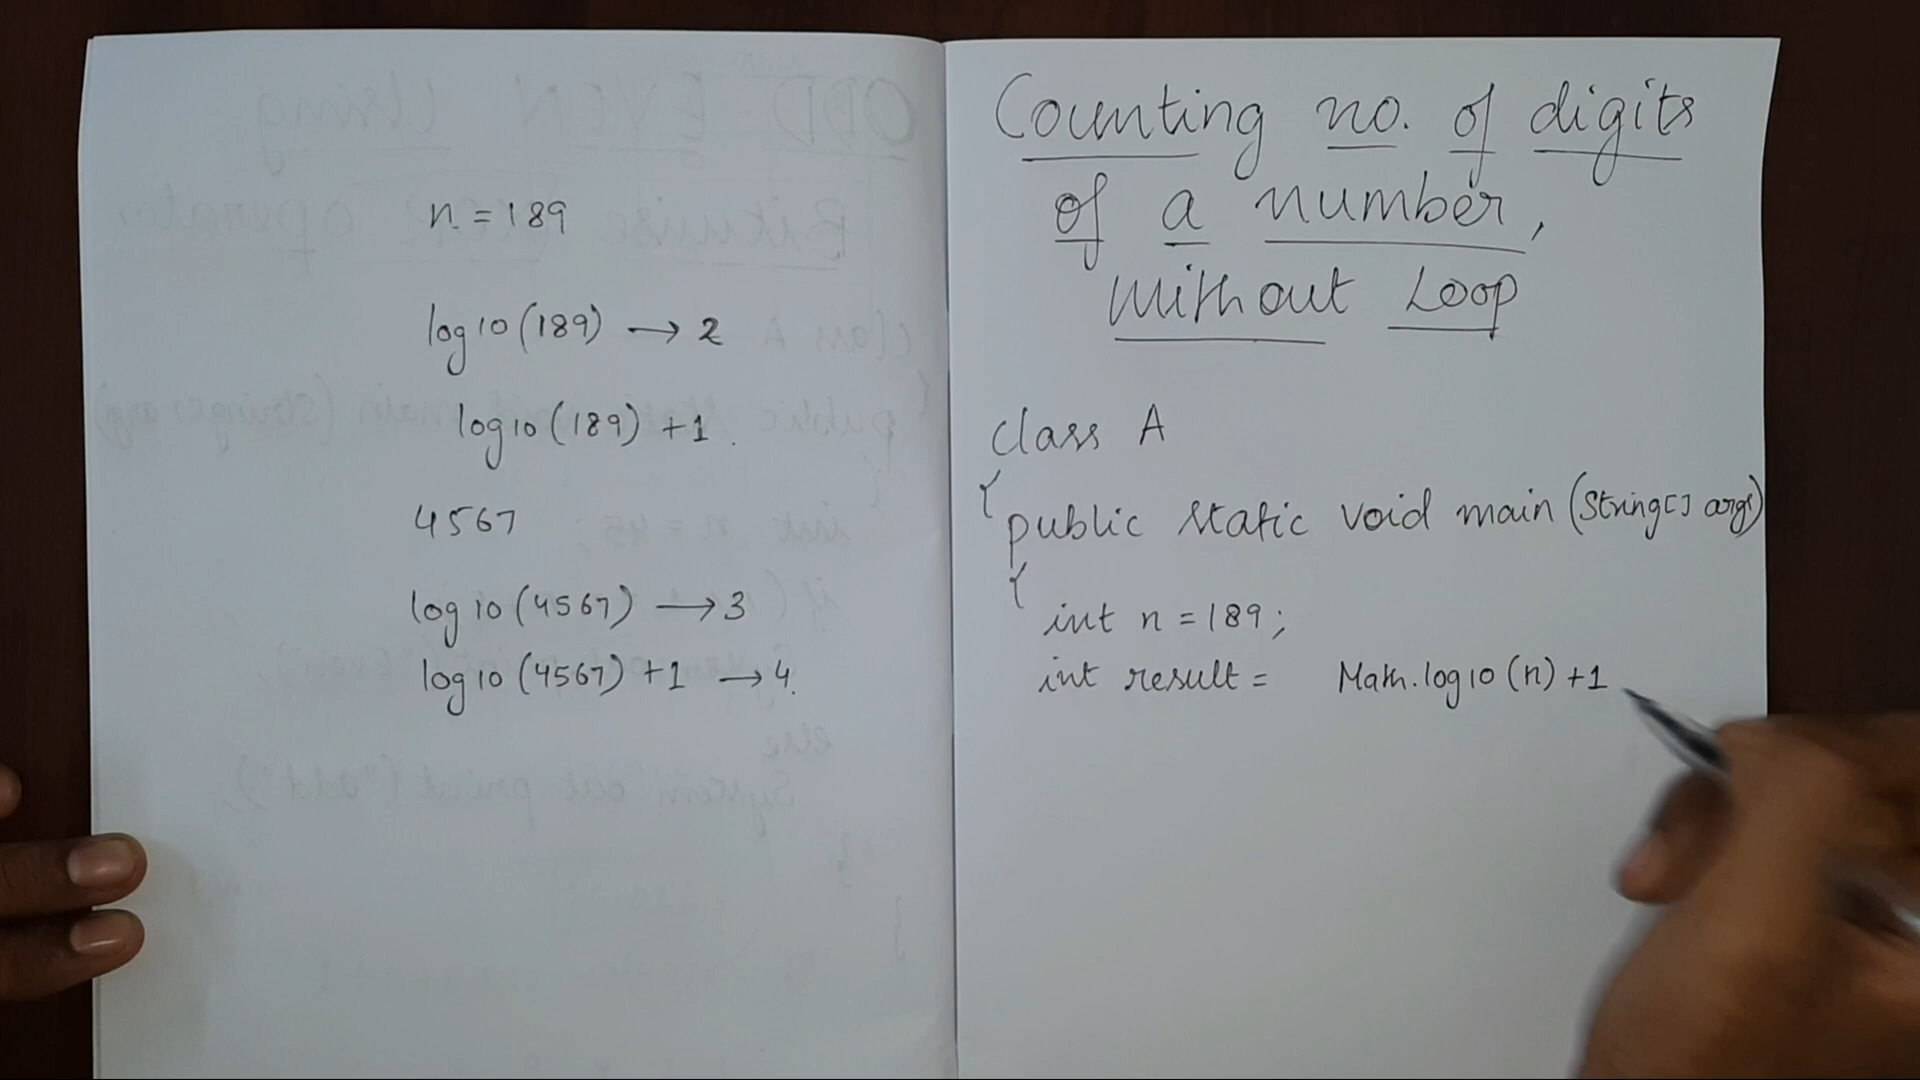 n = 189
log10 (189) → 2
log10 (189) +1 .
4567
log10 (4567) → 3
log10 (4567) +1 → 4.
Counting no. of digits
of a number,
without Loop
class A
{
public static void main (String[] args)
{
int n = 189 ;
int result = Math.log10 (n) +1